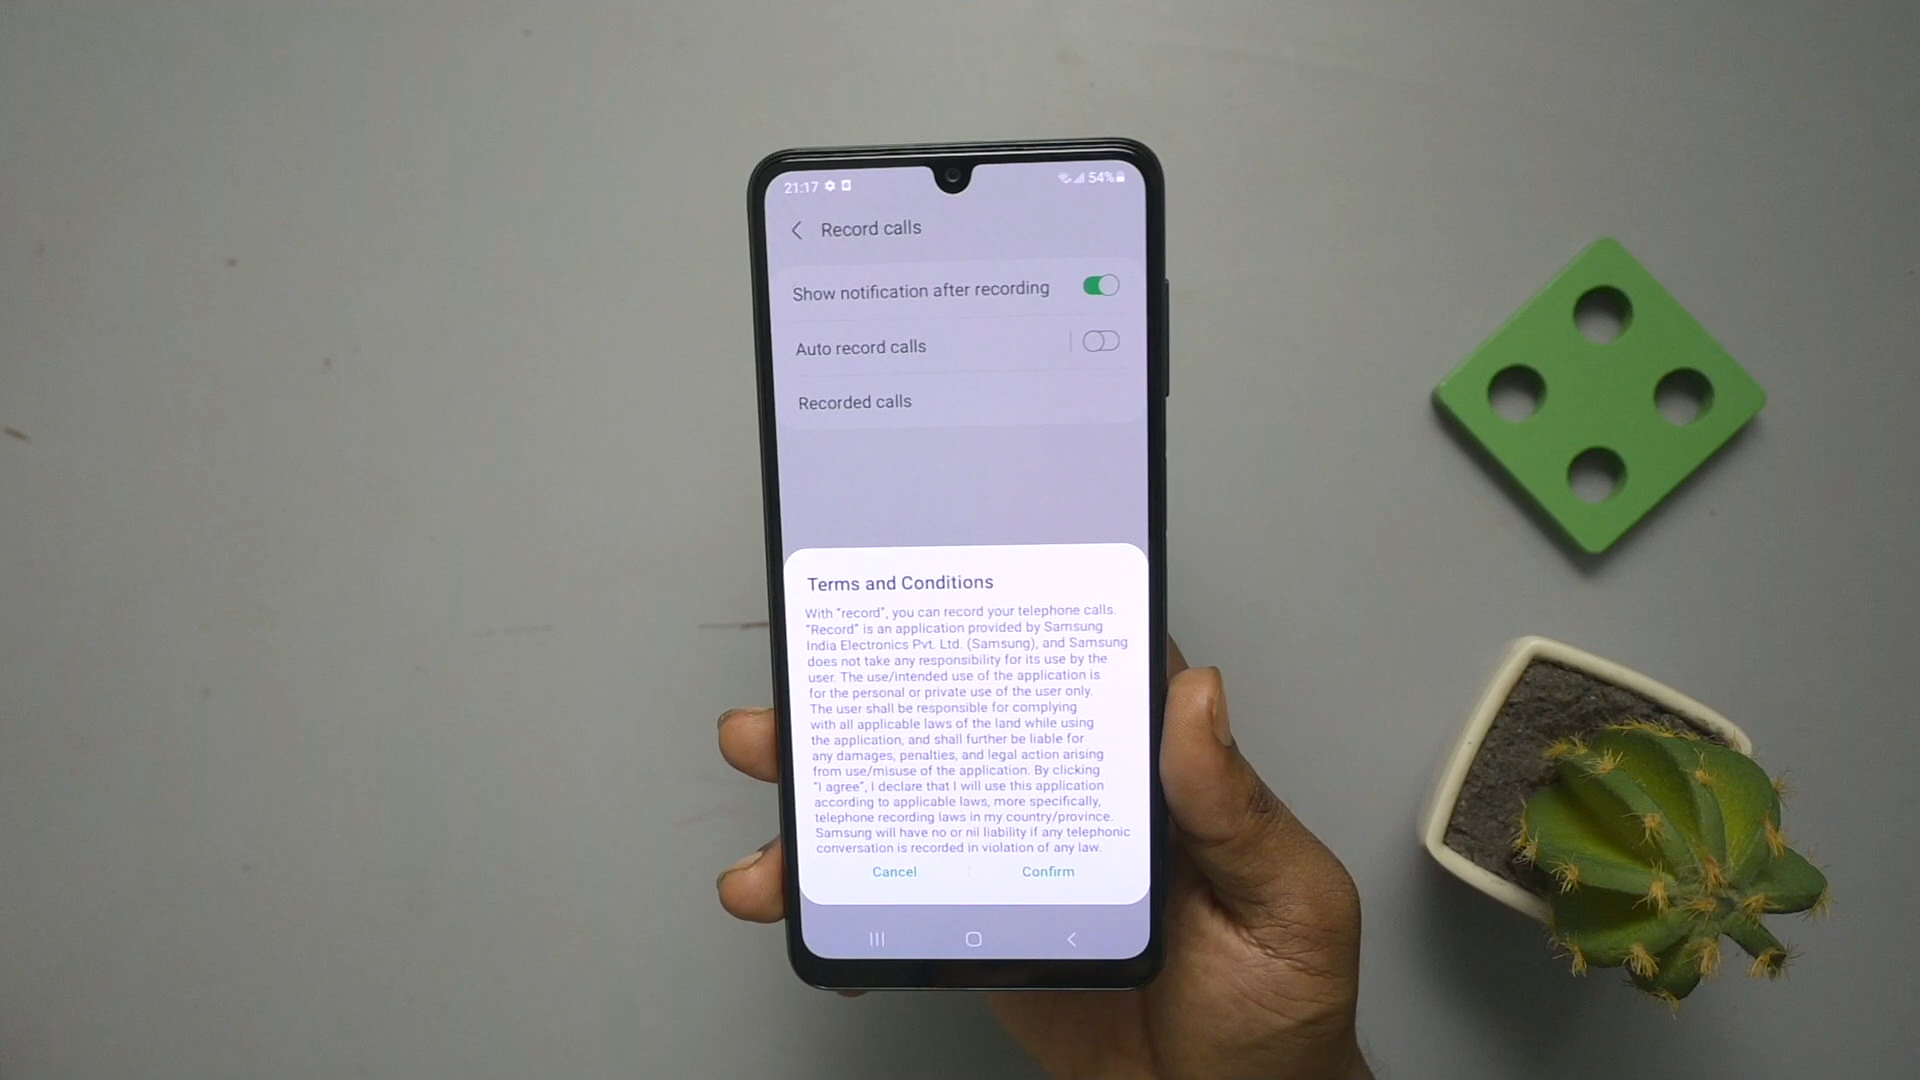 21:17
54%
Record calls
Show notification after recording
Auto record calls
Recorded calls
Terms and Conditions
With "record", you can record your telephone calls.
"Record" is an application provided by Samsung
India Electronics Pvt. Ltd. (Samsung), and Samsung
does not take any responsibility for its use by the
user. The use/intended use of the application is
for the personal or private use of the user only.
The user shall be responsible for complying
with all applicable laws of the land while using
the application, and shall further be liable for
any damages, penalties, and legal action arising
from use/misuse of the application. By clicking
"I agree", I declare that I will use this application
according to applicable laws, more specifically,
telephone recording laws in my country/province.
Samsung will have no or nil liability if any telephonic
conversation is recorded in violation of any law.
Cancel
Confirm